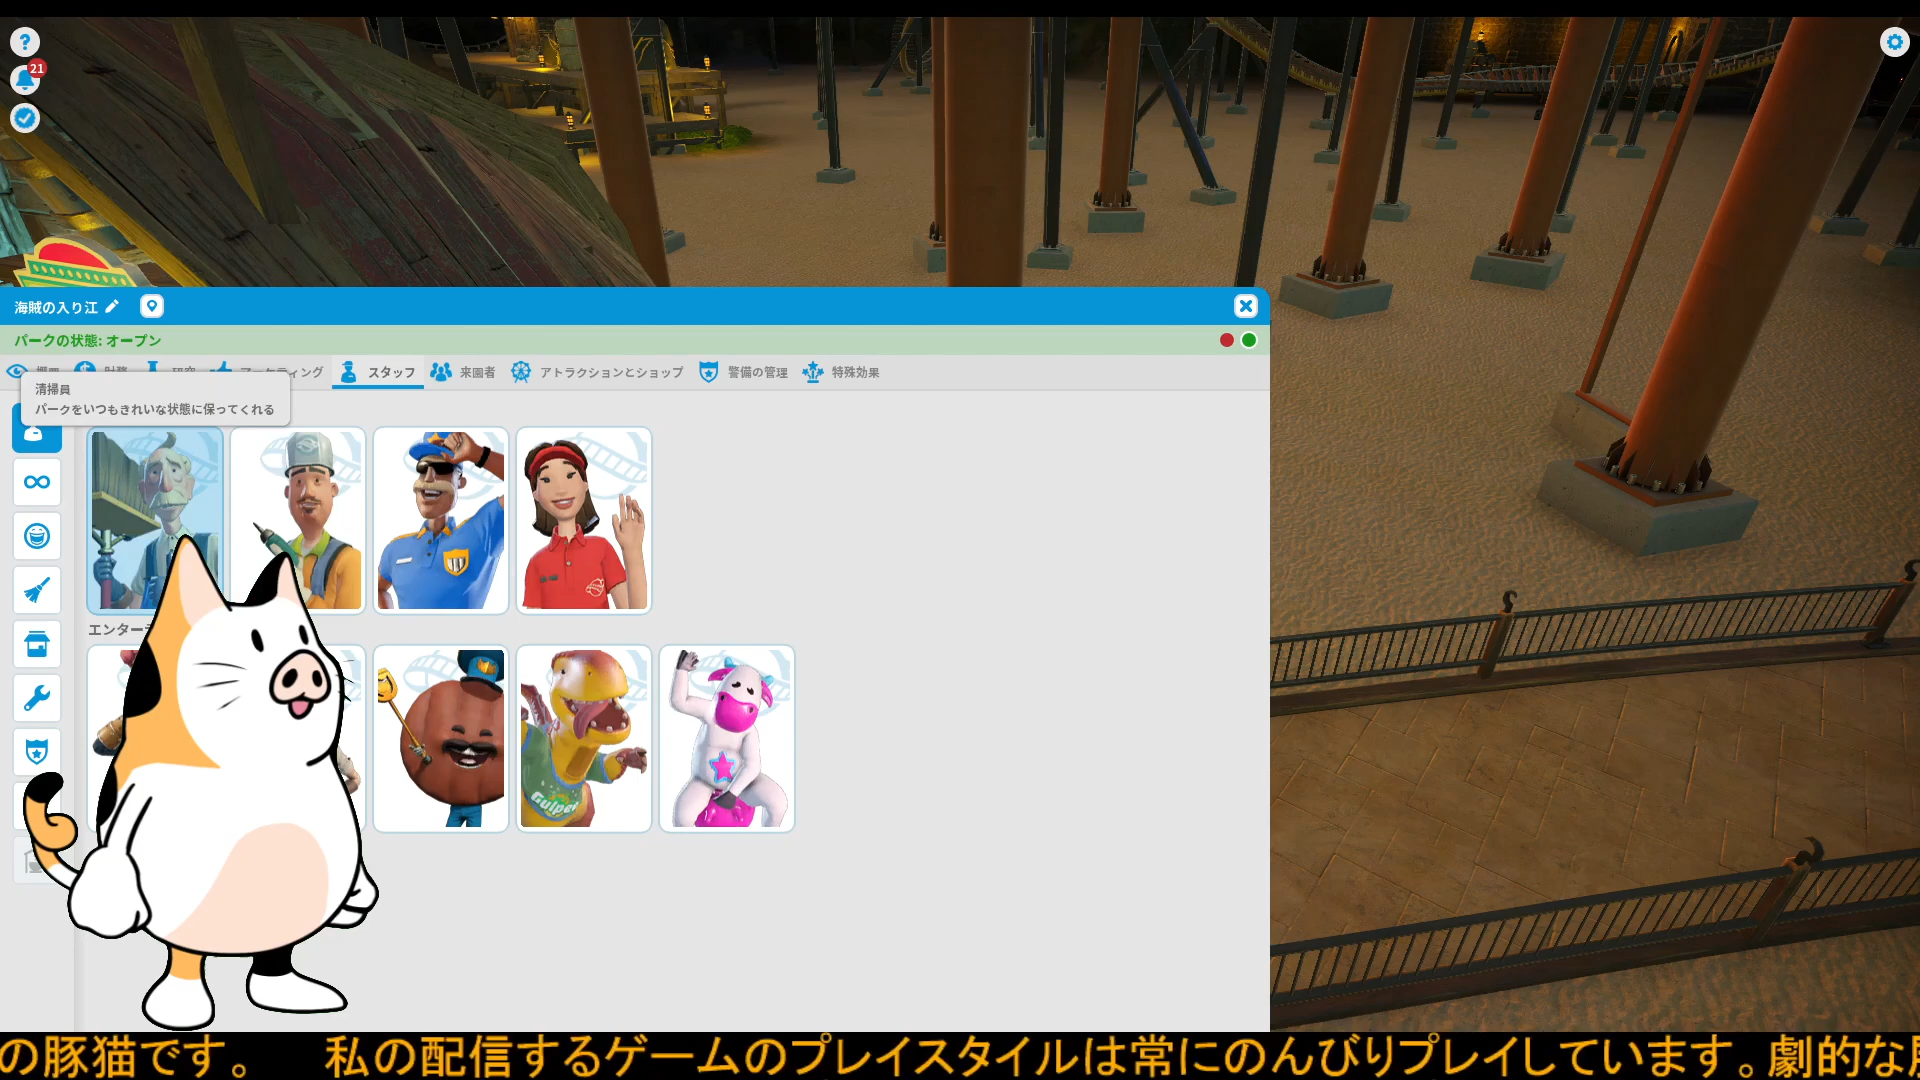 ?
21
海賊の入り江
パークの状態: オープン
スタッフ
来園者
アトラクションとショップ
警備の管理
特殊効果
清掃員
パークをいつもきれいな状態に保ってくれる
エンター
Gulpee
の豚猫です。 私の配信するゲームのプレイスタイルは常にのんびりプレイしています。劇的な